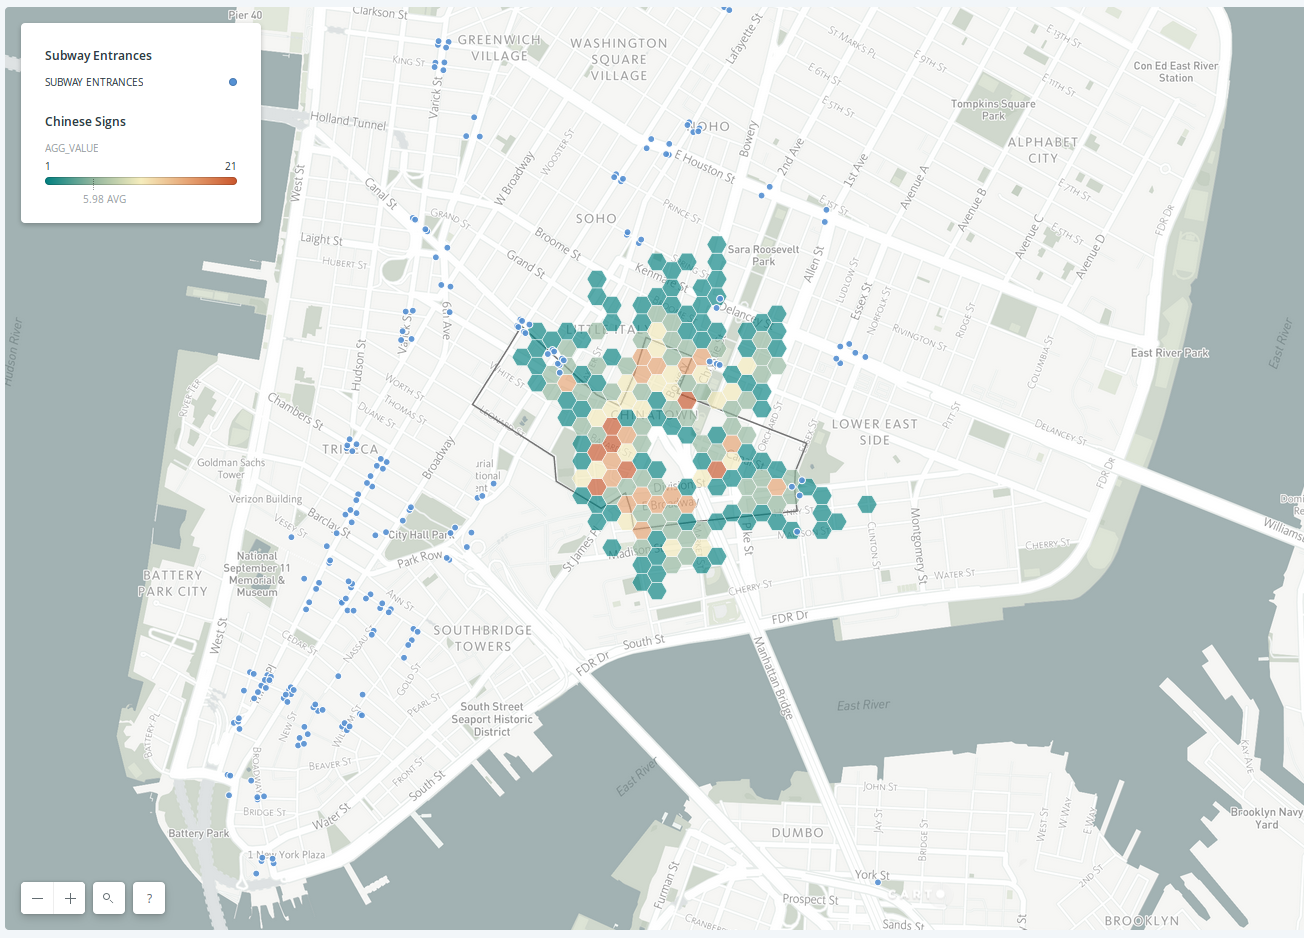 Subway Entrances
SUBWAY ENTRANCES
Chinese Signs
AGG_VALUE
1
21
5.98 AVG
Pier 40
Clarkson St
GREENWICH
VILLAGE
WASHINGTON
SQUARE
VILLAGE
Lafayette St
ST MARK'S PL
E 13TH ST
E 9TH ST
E 11TH ST
E 6TH ST
E 5TH ST
Con Ed East River
Station
KING ST
Varick St
Tompkins Square
Park
Holland Tunnel
WOOSTER ST
NOHO
Bowery
2nd Ave
ALPHABET
CITY
E Houston St
1st Ave
Avenue A
Avenue B
E 7TH ST
West St
Canal St
W Broadway
PRINCE ST
E 1ST ST
Avenue C
Avenue D
E 5TH ST
FDR Dr
GRAND ST
SOHO
Laight St
HUBERT ST
Broome St
Grand St
Kenmare St
Sara Roosevelt
Park
Allen St
LUDLOW ST
Essex St
NORFOLK ST
RIDGE ST
RIVINGTON ST
COLUMBIA ST
Hudson River
6th Ave
Varick St
Hudson St
LITTLE ITALY
Delancey St
East River
East River Park
WHITE ST
LEONARD ST
WORTH ST
THOMAS ST
DUANE ST
RIVER TER
Chambers St
CHINATOWN
ORCHARD ST
ESSEX ST
PITT ST
LOWER EAST
SIDE
DELANCEY ST
Broadway
TRIBECA
Goldman Sachs
Tower
Verizon Building
VESEY ST
Barclay St
City Hall Park
Park Row
Division St
E Broadway
HENRY ST
MADISON ST
CLINTON ST
Montgomery St
FDR Dr
CHERRY ST
Williamsburg
National
September 11
Memorial &
Museum
BATTERY
PARK CITY
St James Pl
Madison
Pike St
CHERRY ST
WATER ST
ANN ST
West St
CEDAR ST
NASSAU ST
SOUTHBRIDGE
TOWERS
South St
FDR Dr
FDR Dr
GOLD ST
PEARL ST
Manhattan Bridge
BATTERY PL
NEW ST
South Street
Seaport Historic
District
East River
BROADWAY
BEAVER ST
FRONT ST
South St
East River
BRIDGE ST
Water St
Battery Park
1 New York Plaza
KAY AVE
JOHN ST
DUMBO
JAY ST
BRIDGE ST
WEST ST
W WAY
E WAY
Brooklyn Navy
Yard
York St
2ND ST
Furman St
Prospect St
CARTO
Sands St
BROOKLYN